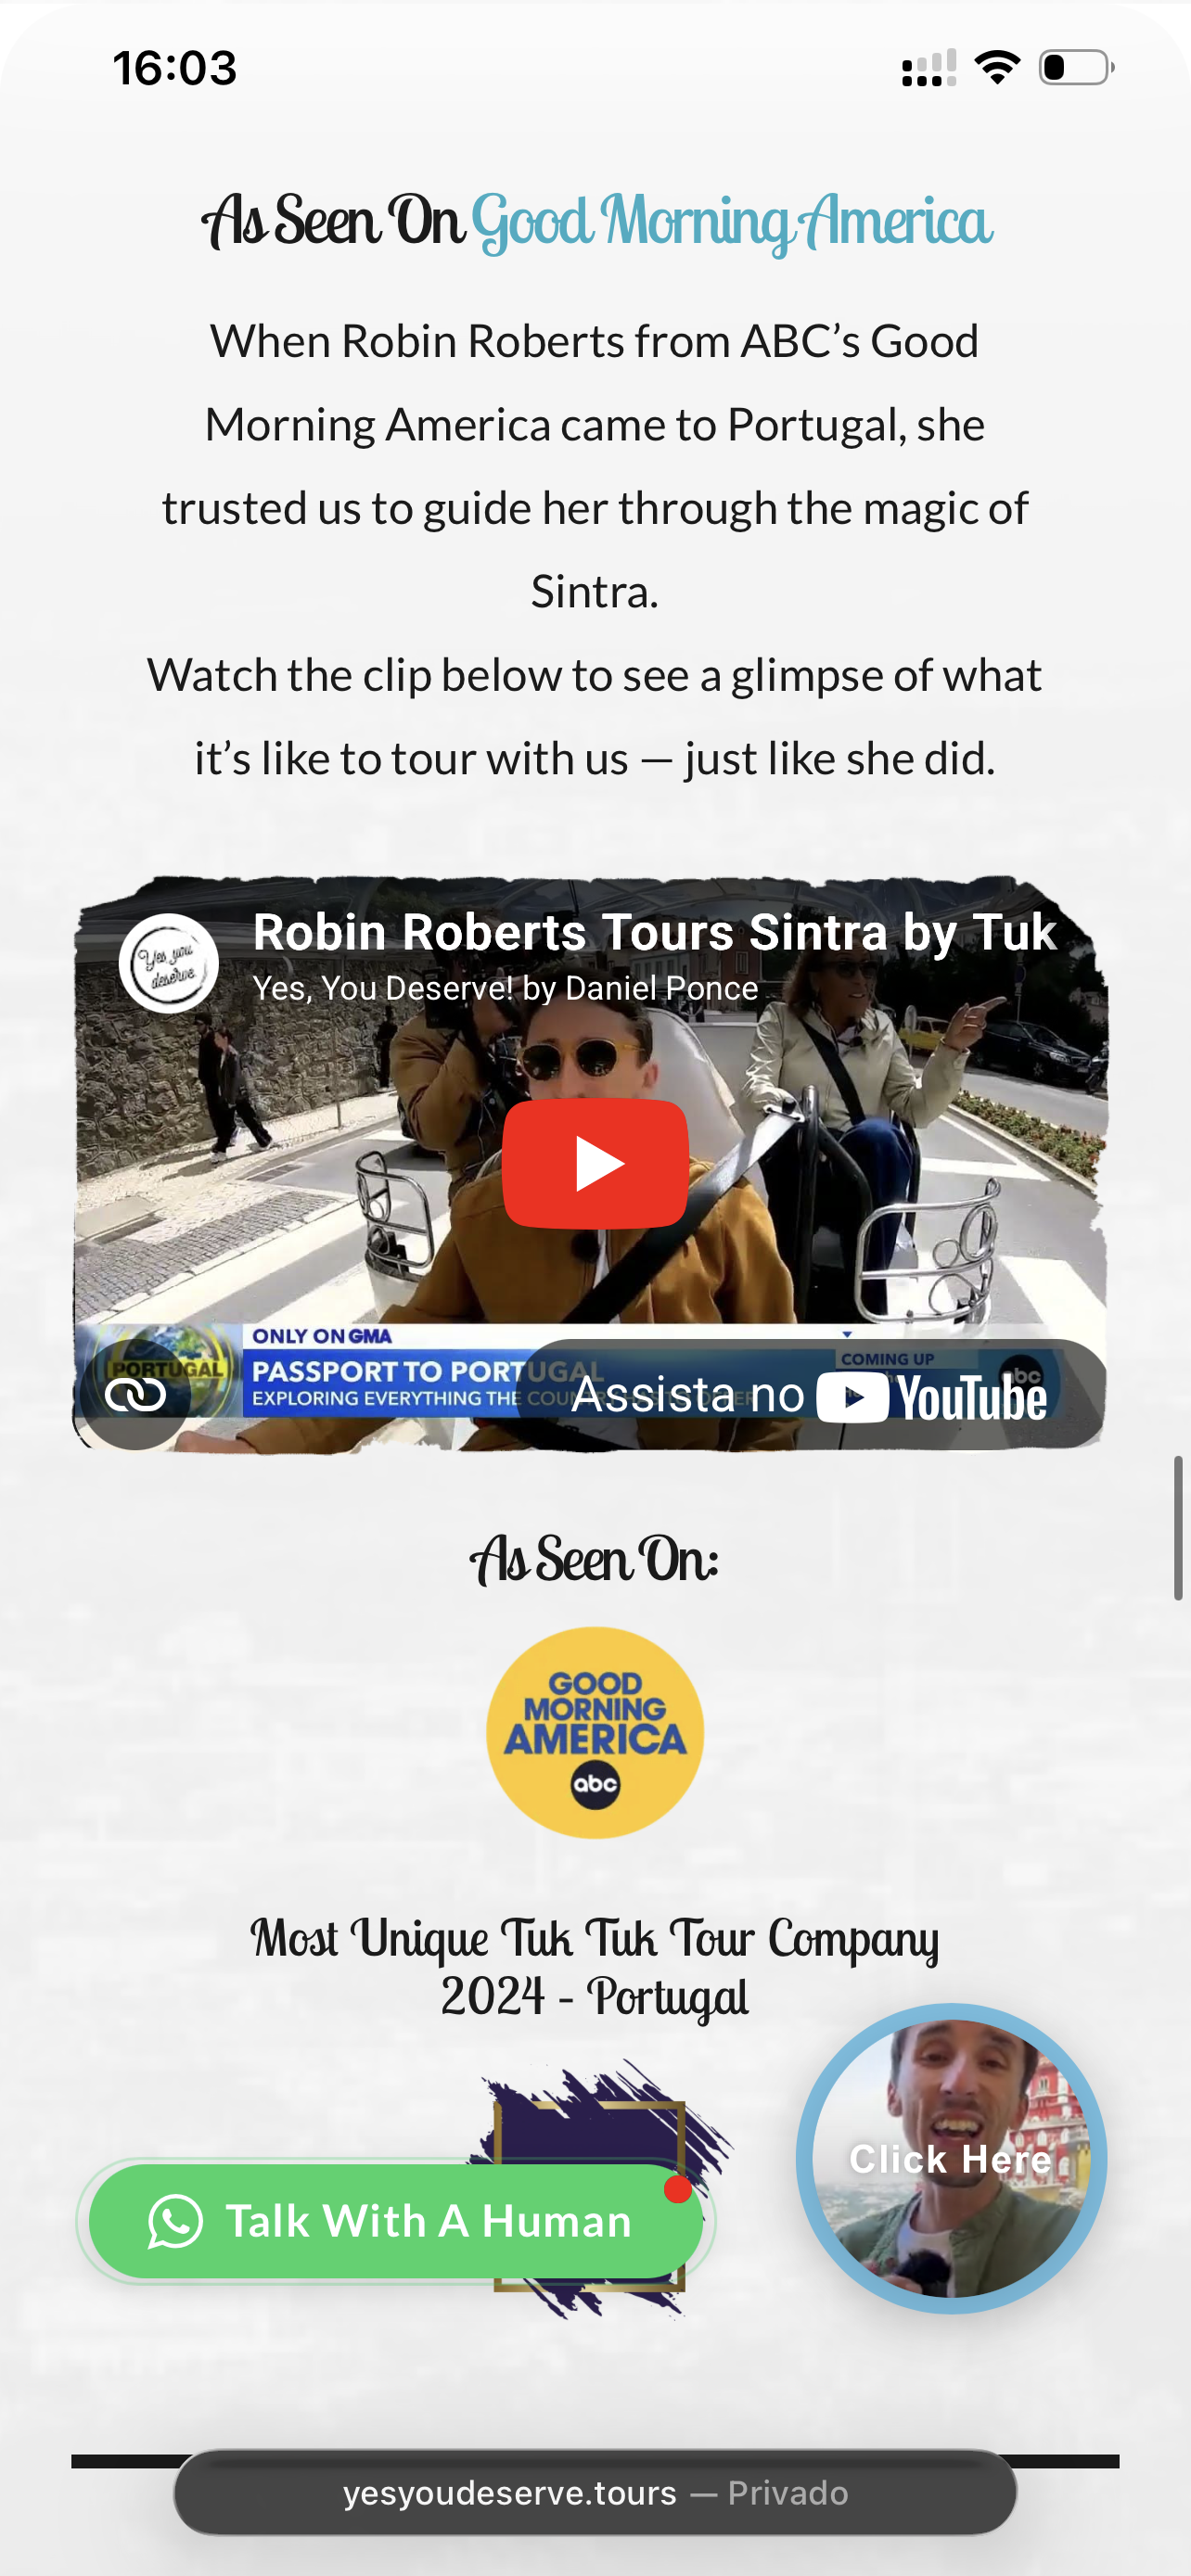 16:03
As Seen On Good Morning America
When Robin Roberts from ABC’s Good
Morning America came to Portugal, she
trusted us to guide her through the magic of
Sintra.
Watch the clip below to see a glimpse of what
it’s like to tour with us — just like she did.
Yes you
deserve
Robin Roberts Tours Sintra by Tuk
Yes, You Deserve! by Daniel Ponce
ONLY ON GMA
PORTUGAL
PASSPORT TO PORTUGAL
COMING UP
abc
EXPLORING EVERYTHING THE
Assista no YouTube
As Seen On:
GOOD
MORNING
AMERICA
abc
Most Unique Tuk Tuk Tour Company
2024 - Portugal
Click Here
Talk With A Human
yesyoudeserve.tours — Privado